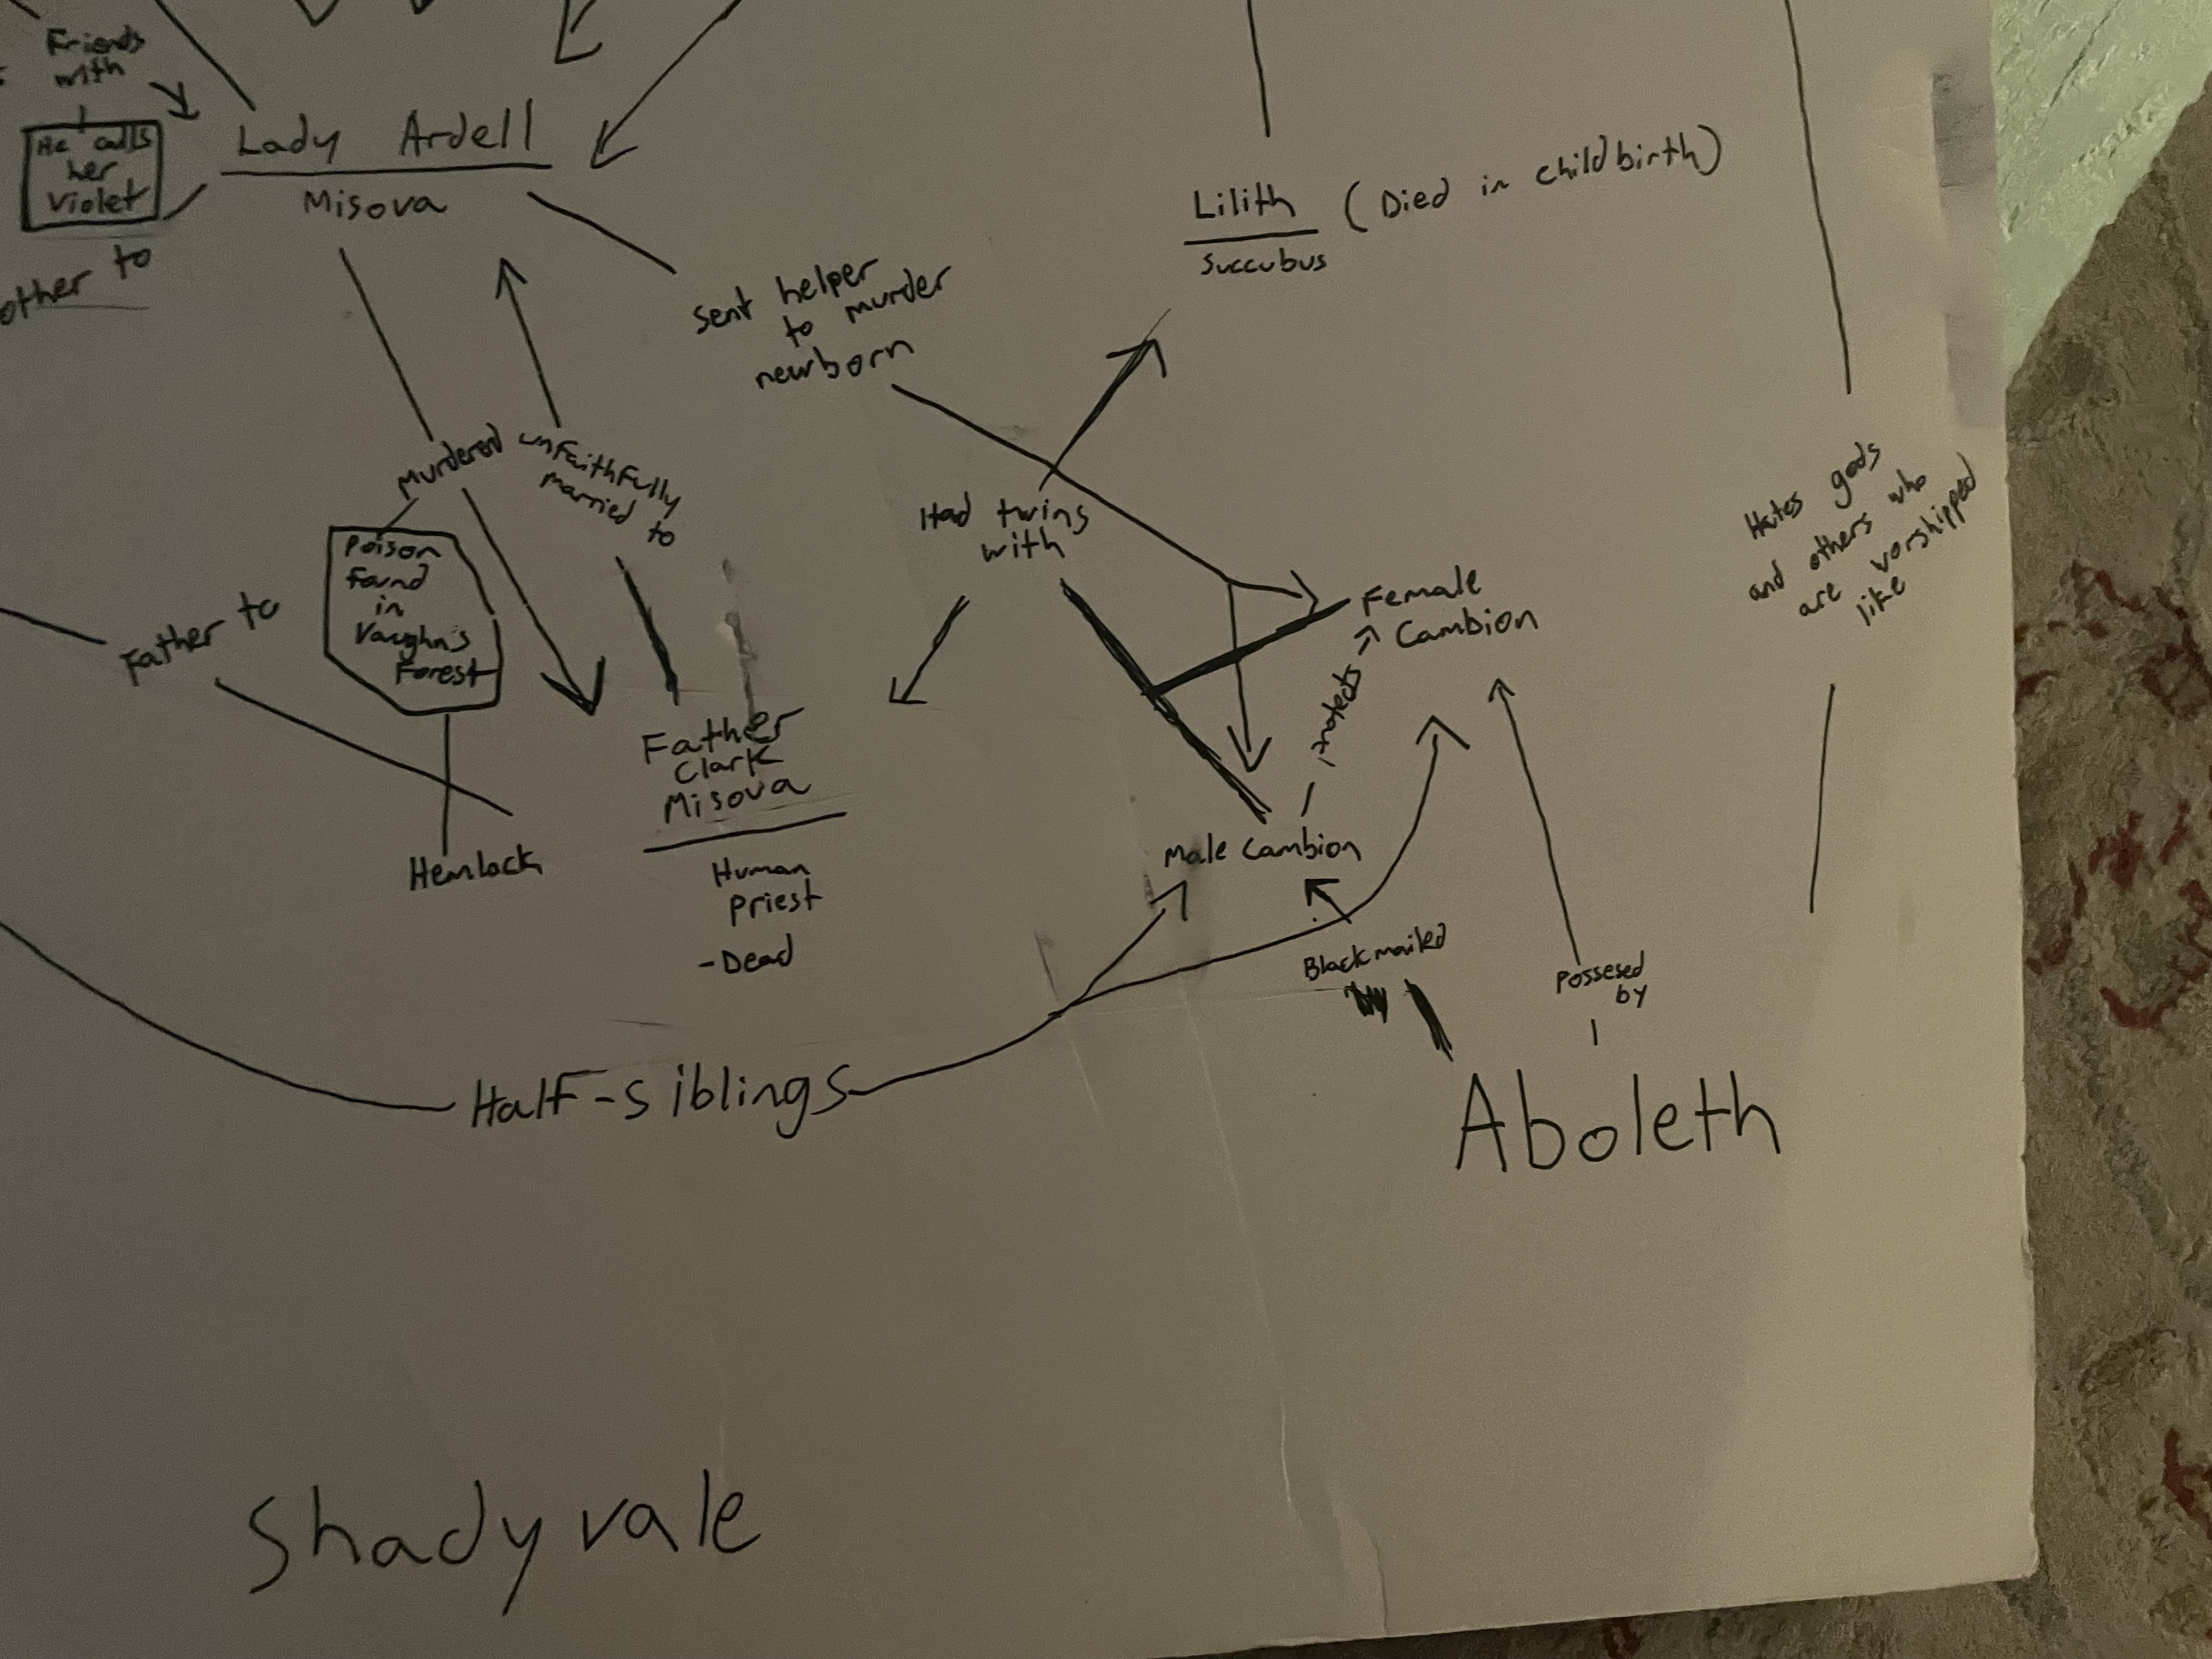 Friends
with
He calls
her
Violet
other to
Lady Ardell
Misova
Sent helper
to murder
newborn
Lilith (Died in childbirth)
Succubus
Father to
Poison
found
in
Vaughn's
Forest
Hemlock
Murdered
unfaithfully
married to
Father
Clark
Misova
Human
Priest
-Dead
Had twins
with
Male Cambion
Female
Cambion
Blackmailed
Possesed
by
Hates gods
and others who
are worshipped
like
Half-siblings
Aboleth
Shadyvale